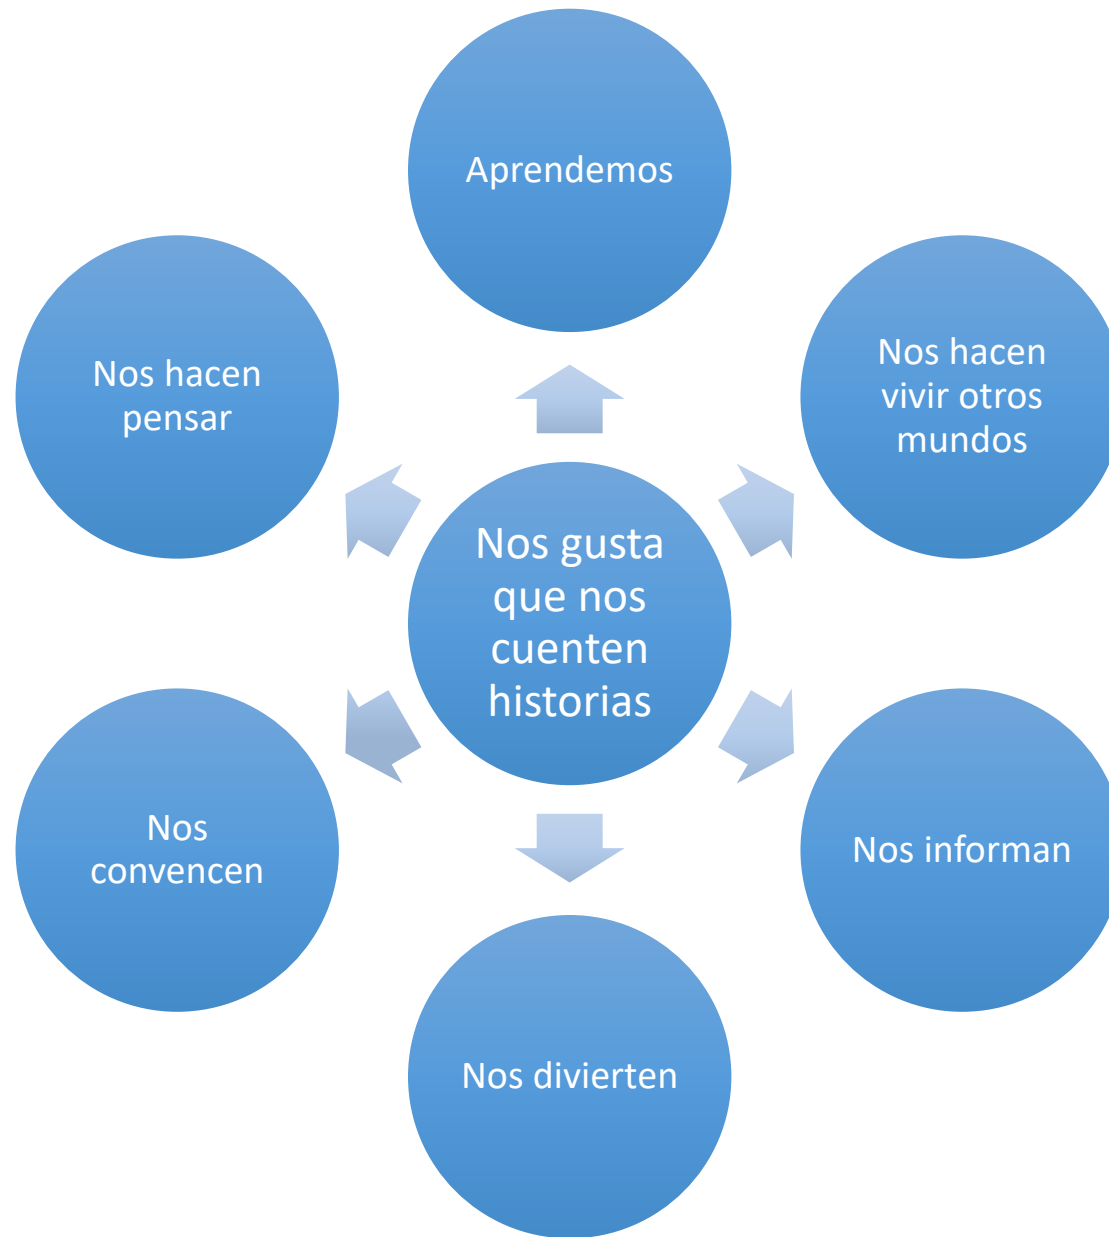 Aprendemos
Nos hacen
vivir otros
mundos
Nos informan
Nos divierten
Nos
convencen
Nos hacen
pensar
Nos gusta
que nos
cuenten
historias